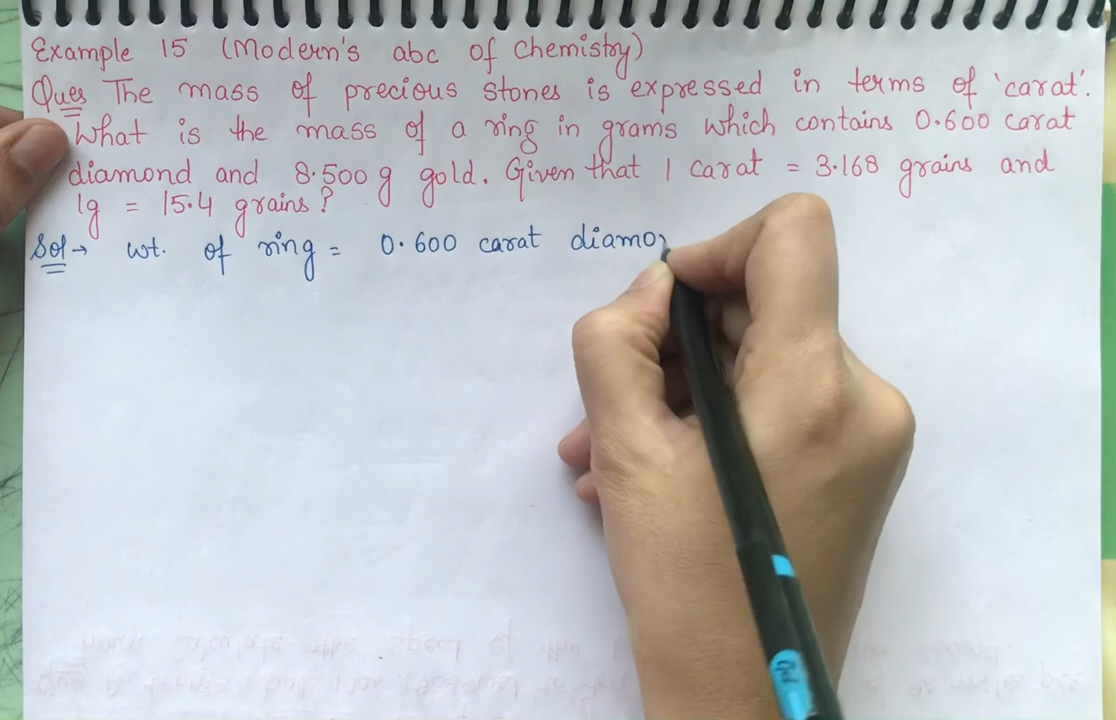 Example 15 (Modern's abc of Chemistry)
Ques The mass of precious stones is expressed in terms of 'carat'.
What is the mass of a ring in grams which contains 0.600 carat
diamond and 8.500 g gold. Given that 1 carat = 3.168 grains and
1g = 15.4 grains?
Sol → wt. of ring = 0.600 carat diamon